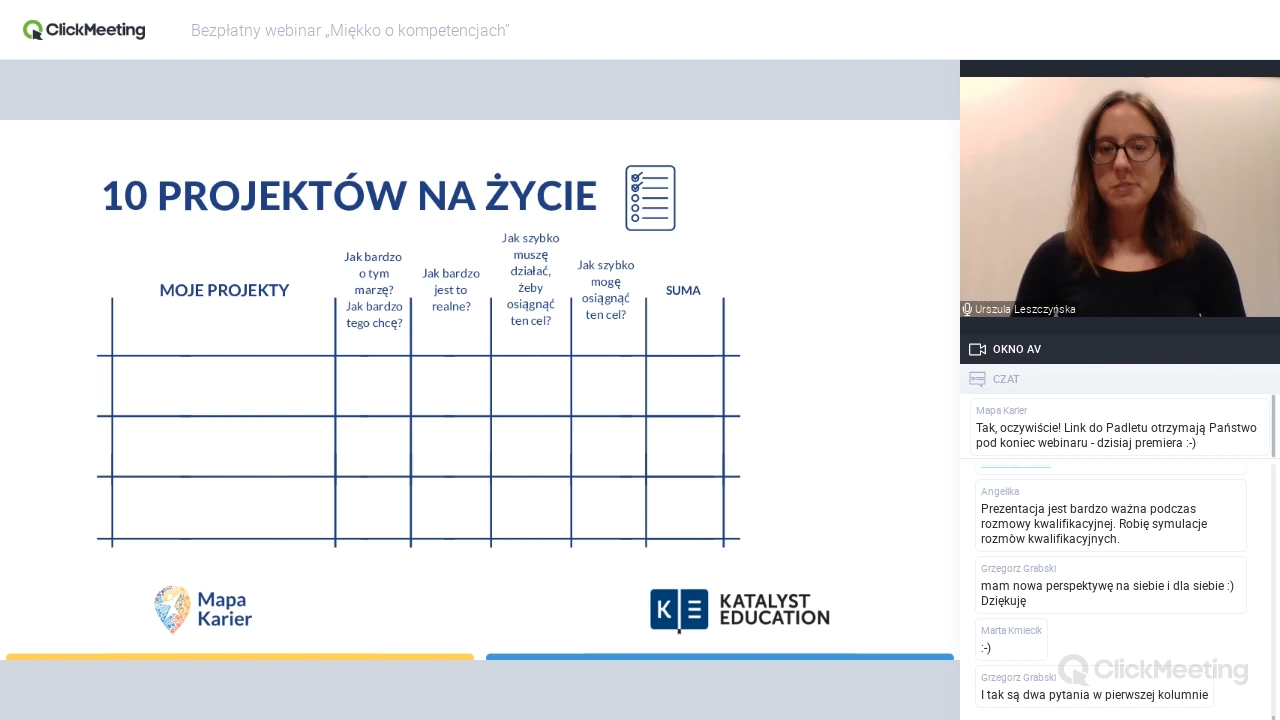 ClickMeeting
Bezpłatny webinar „Miękko o kompetencjach”
10 PROJEKTÓW NA ŻYCIE
MOJE PROJEKTY
Jak bardzo
o tym
marzę?
Jak bardzo
tego chcę?
Jak bardzo
jest to
realne?
Jak szybko
muszę
działać,
żeby
osiągnąć
ten cel?
Jak szybko
mogę
osiągnąć
ten cel?
SUMA
Mapa
Karier
KE
KATALYST
EDUCATION
Urszula Leszczyńska
OKNO AV
CZAT
Mapa Karier
Tak, oczywiście! Link do Padletu otrzymają Państwo
pod koniec webinaru - dzisiaj premiera :-)
Angelika
Prezentacja jest bardzo ważna podczas
rozmowy kwalifikacyjnej. Robię symulacje
rozmòw kwalifikacyjnych.
Grzegorz Grabski
mam nowa perspektywę na siebie i dla siebie :)
Dziękuję
Marta Kmiecik
:-)
Grzegorz Grabski
I tak są dwa pytania w pierwszej kolumnie
ClickMeeting